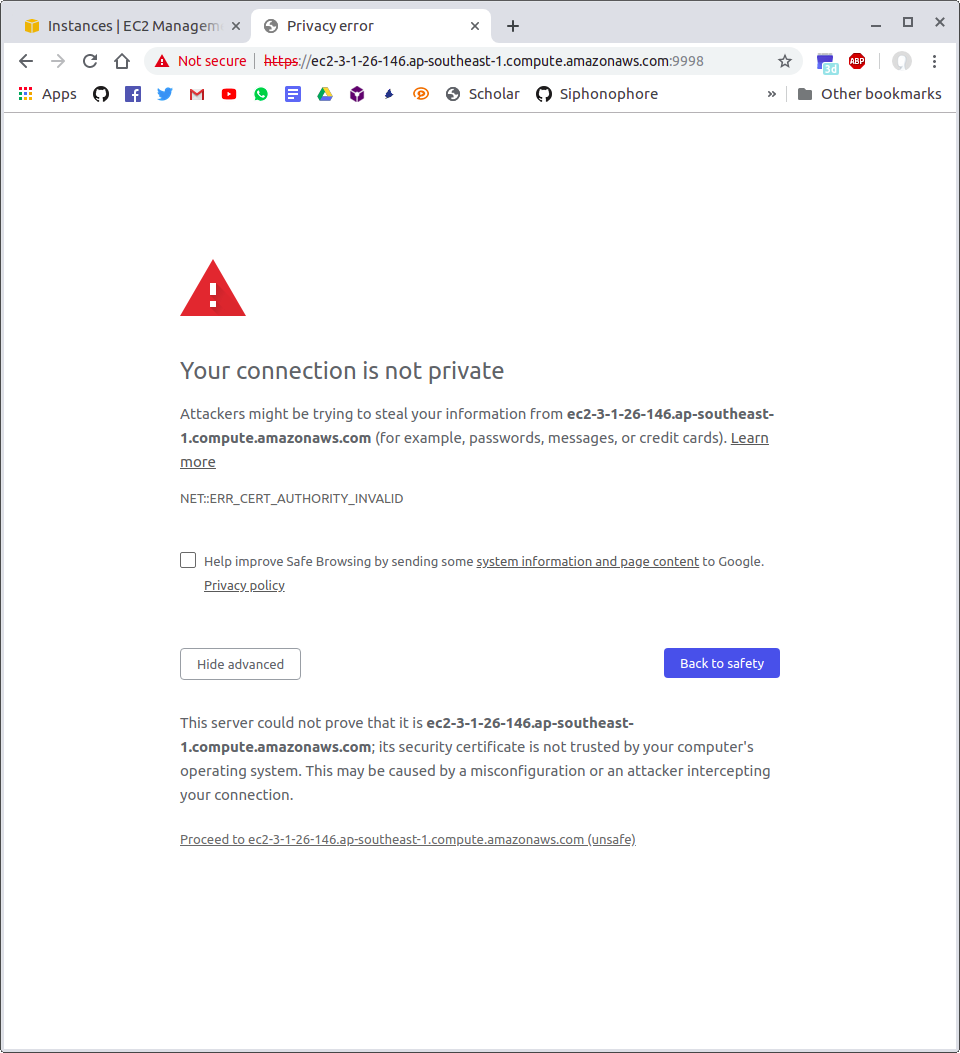 Instances | EC2 Managem
Privacy error
Not secure
https://ec2-3-1-26-146.ap-southeast-1.compute.amazonaws.com:9998
3d
ABP
Apps
Scholar
Siphonophore
»
Other bookmarks
Your connection is not private
Attackers might be trying to steal your information from ec2-3-1-26-146.ap-southeast-
1.compute.amazonaws.com (for example, passwords, messages, or credit cards). Learn
more
NET::ERR_CERT_AUTHORITY_INVALID
Help improve Safe Browsing by sending some system information and page content to Google.
Privacy policy
Hide advanced
Back to safety
This server could not prove that it is ec2-3-1-26-146.ap-southeast-
1.compute.amazonaws.com; its security certificate is not trusted by your computer's
operating system. This may be caused by a misconfiguration or an attacker intercepting
your connection.
Proceed to ec2-3-1-26-146.ap-southeast-1.compute.amazonaws.com (unsafe)